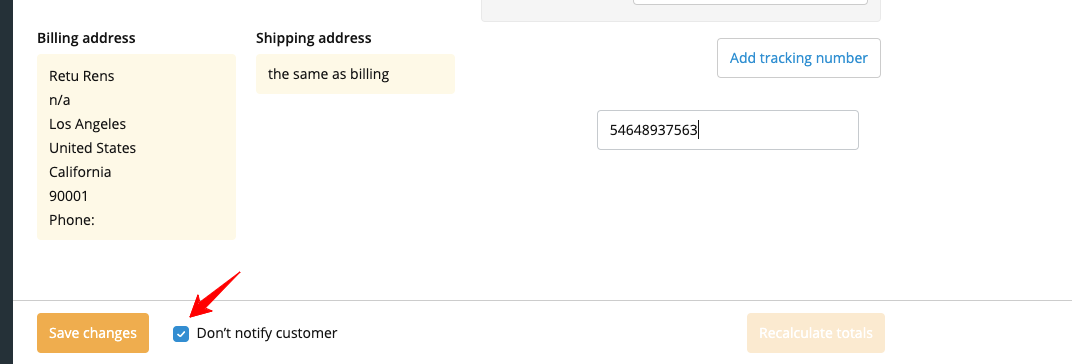 Billing address
Retu Rens
n/a
Los Angeles
United States
California
90001
Phone:
Shipping address
the same as billing
Add tracking number
54648937563
Save changes
Don't notify customer
Recalculate totals